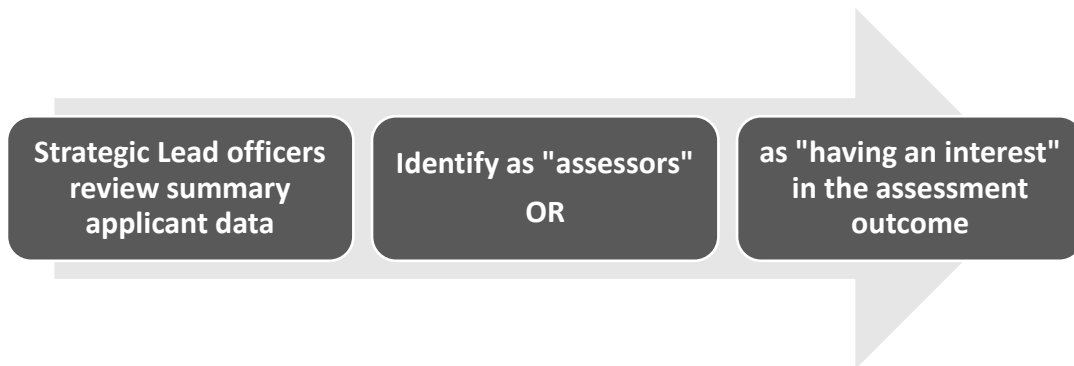 Strategic Lead officers
review summary
applicant data
Identify as "assessors"
OR
as "having an interest"
in the assessment
outcome